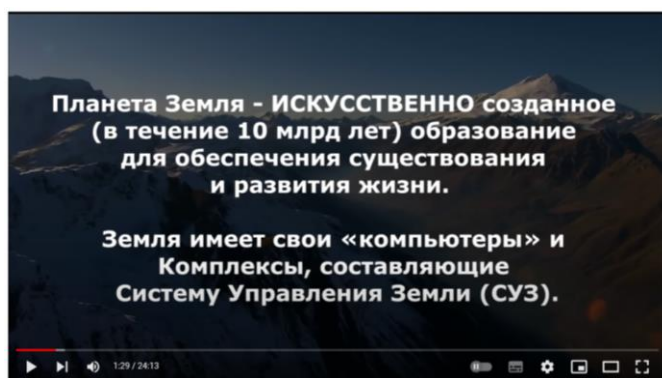 Планета Земля - ИСКУССТВЕННО созданное
(в течение 10 млрд лет) образование
для обеспечения существования
и развития жизни.
Земля имеет свои «компьютеры» и
Комплексы, составляющие
Систему Управления Земли (СУЗ).
1:29 / 24:13